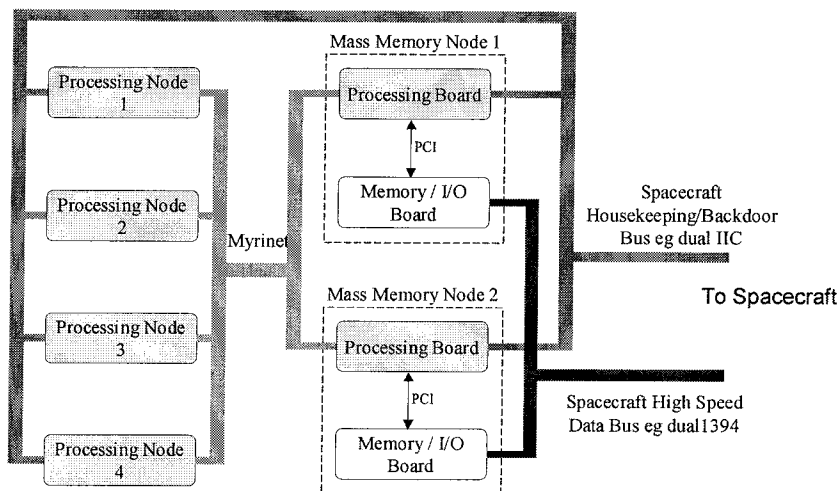 Mass Memory Node 1
Processing Node
1
Processing Board
PCI
Memory / I/O
Board
Processing Node
2
Myrinet
Spacecraft
Housekeeping/Backdoor
Bus eg dual IIC
To Spacecraft
Mass Memory Node 2
Processing Node
3
Processing Board
PCI
Spacecraft High Speed
Data Bus eg dual1394
Memory / I/O
Board
Processing Node
4